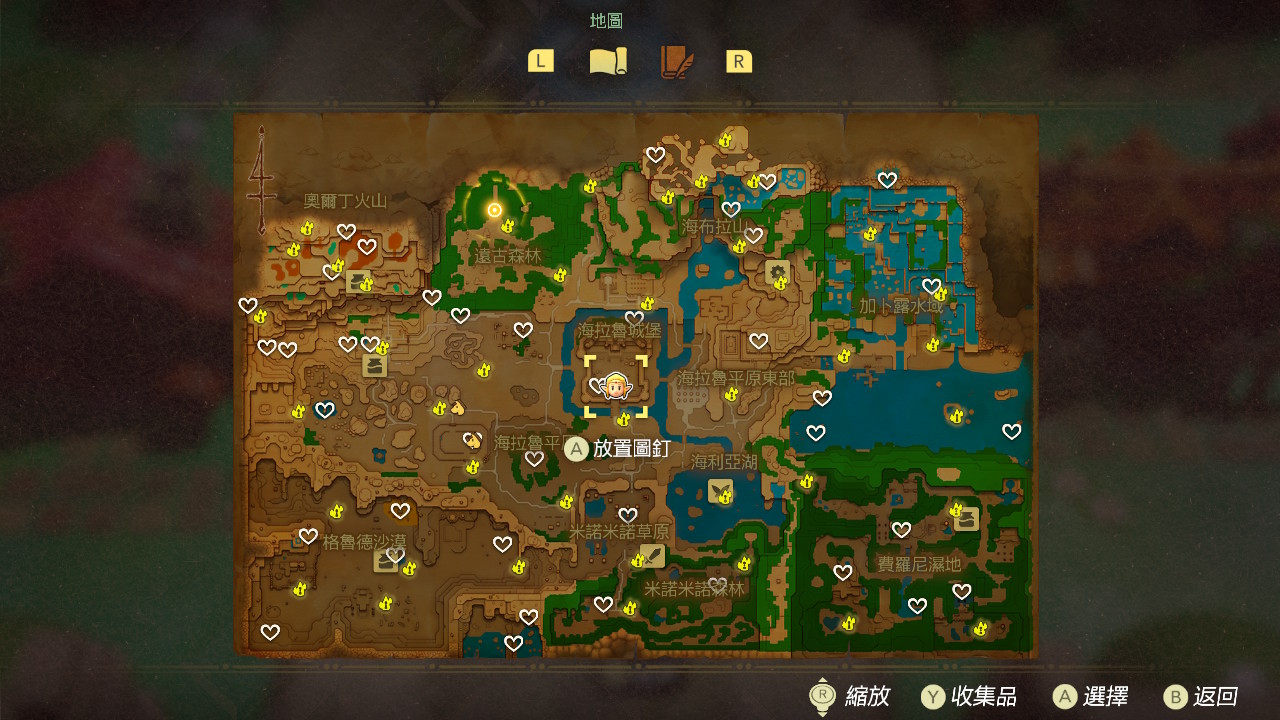 地圖
L
R
奧爾丁火山
海布拉山
遠古森林
加卜露水域
海拉魯城堡
海拉魯平原東部
海拉魯平
A 放置圖釘
海利亞湖
米諾米諾草原
格魯德沙漠
費羅尼濕地
米諾米諾森林
R 縮放 Y 收集品 A 選擇 B 返回